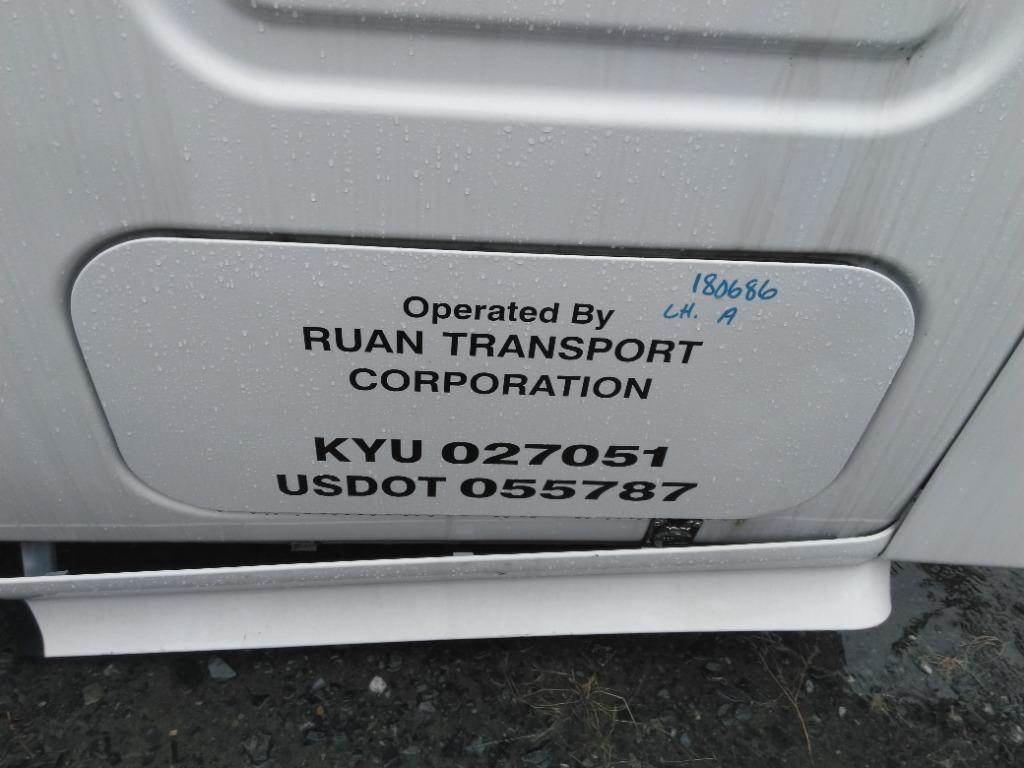 180686
LH. A
Operated By
RUAN TRANSPORT
CORPORATION
KYU 027051
USDOT 055787